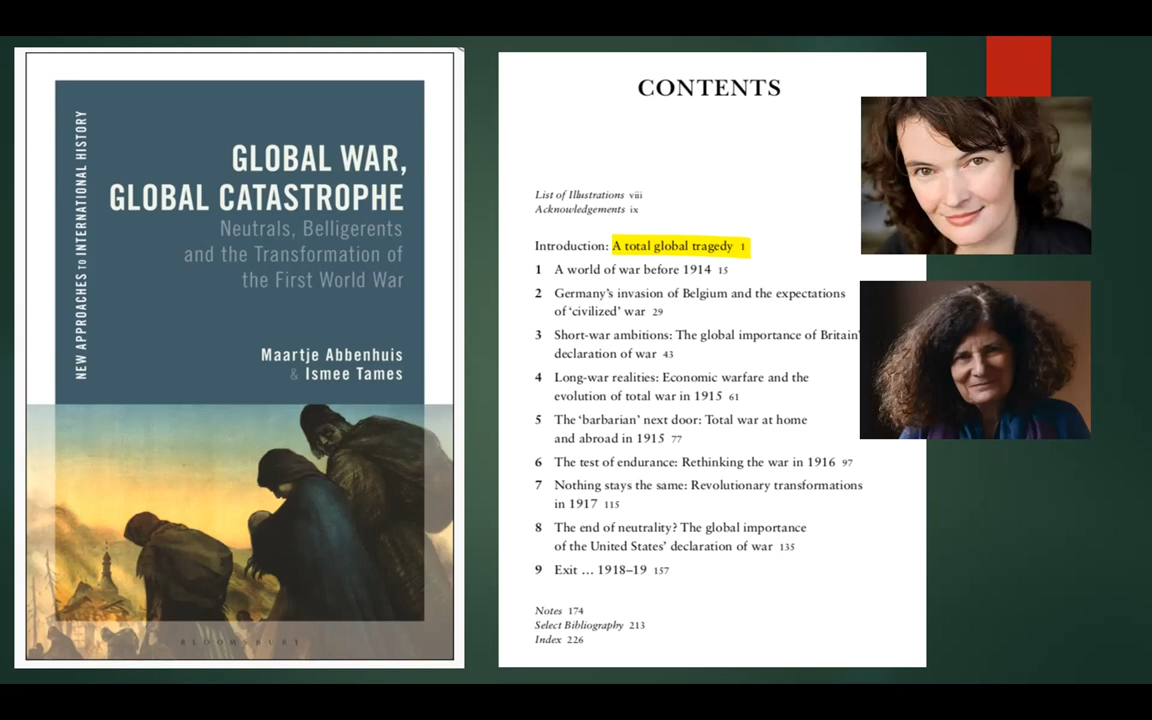 NEW APPROACHES TO INTERNATIONAL HISTORY
GLOBAL WAR,
GLOBAL CATASTROPHE
Neutrals, Belligerents
and the Transformation of
the First World War
Maartje Abbenhuis
& Ismee Tames
BLOOMSBURY
CONTENTS
List of Illustrations viii
Acknowledgements ix
Introduction: A total global tragedy 1
1 A world of war before 1914 15
2 Germany's invasion of Belgium and the expectations
of 'civilized' war 29
3 Short-war ambitions: The global importance of Britain'
declaration of war 43
4 Long-war realities: Economic warfare and the
evolution of total war in 1915 61
5 The 'barbarian' next door: Total war at home
and abroad in 1915 77
6 The test of endurance: Rethinking the war in 1916 97
7 Nothing stays the same: Revolutionary transformations
in 1917 115
8 The end of neutrality? The global importance
of the United States' declaration of war 135
9 Exit … 1918–19 157
Notes 174
Select Bibliography 213
Index 226